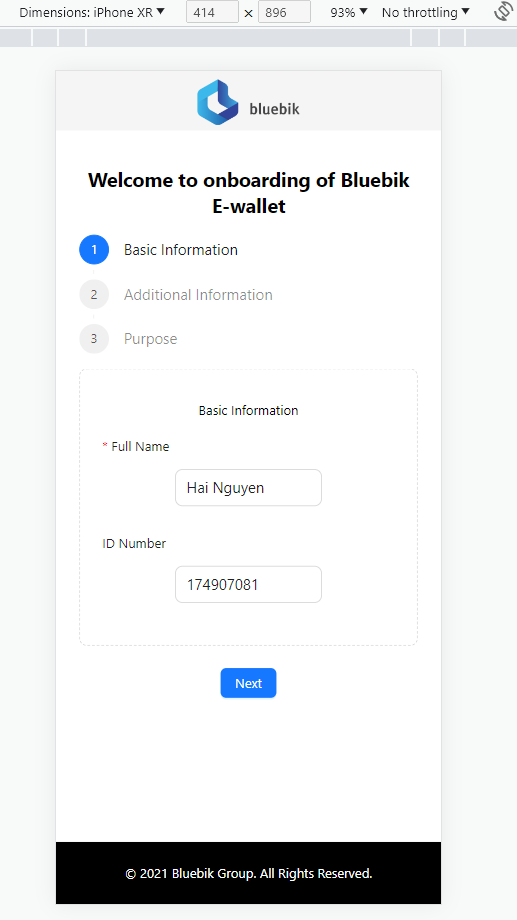 Dimensions: iPhone XR ▼ 414 × 896 93% ▼ No throttling ▼
bluebik
Welcome to onboarding of Bluebik
E-wallet
1 Basic Information
2 Additional Information
3 Purpose
Basic Information
* Full Name
Hai Nguyen
ID Number
174907081
Next
© 2021 Bluebik Group. All Rights Reserved.